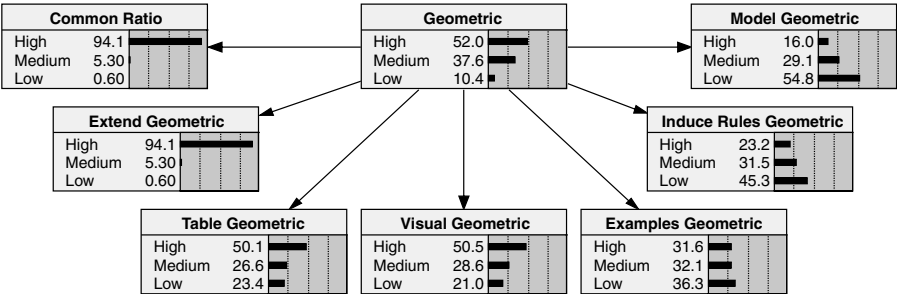 Common Ratio
High 94.1
Medium 5.30
Low 0.60
Geometric
High 52.0
Medium 37.6
Low 10.4
Model Geometric
High 16.0
Medium 29.1
Low 54.8
Extend Geometric
High 94.1
Medium 5.30
Low 0.60
Induce Rules Geometric
High 23.2
Medium 31.5
Low 45.3
Table Geometric
High 50.1
Medium 26.6
Low 23.4
Visual Geometric
High 50.5
Medium 28.6
Low 21.0
Examples Geometric
High 31.6
Medium 32.1
Low 36.3